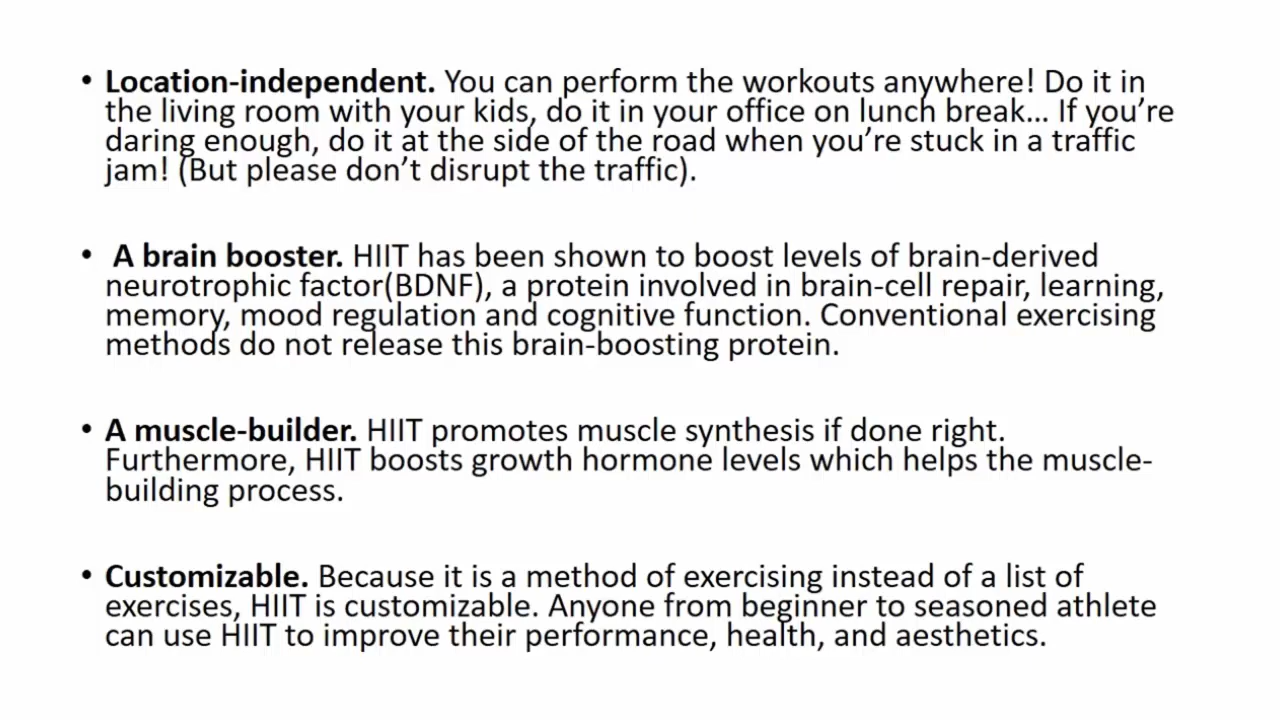 • Location-independent. You can perform the workouts anywhere! Do it in
the living room with your kids, do it in your office on lunch break… If you’re
daring enough, do it at the side of the road when you’re stuck in a traffic
jam! (But please don’t disrupt the traffic).
• A brain booster. HIIT has been shown to boost levels of brain-derived
neurotrophic factor(BDNF), a protein involved in brain-cell repair, learning,
memory, mood regulation and cognitive function. Conventional exercising
methods do not release this brain-boosting protein.
• A muscle-builder. HIIT promotes muscle synthesis if done right.
Furthermore, HIIT boosts growth hormone levels which helps the muscle-
building process.
• Customizable. Because it is a method of exercising instead of a list of
exercises, HIIT is customizable. Anyone from beginner to seasoned athlete
can use HIIT to improve their performance, health, and aesthetics.